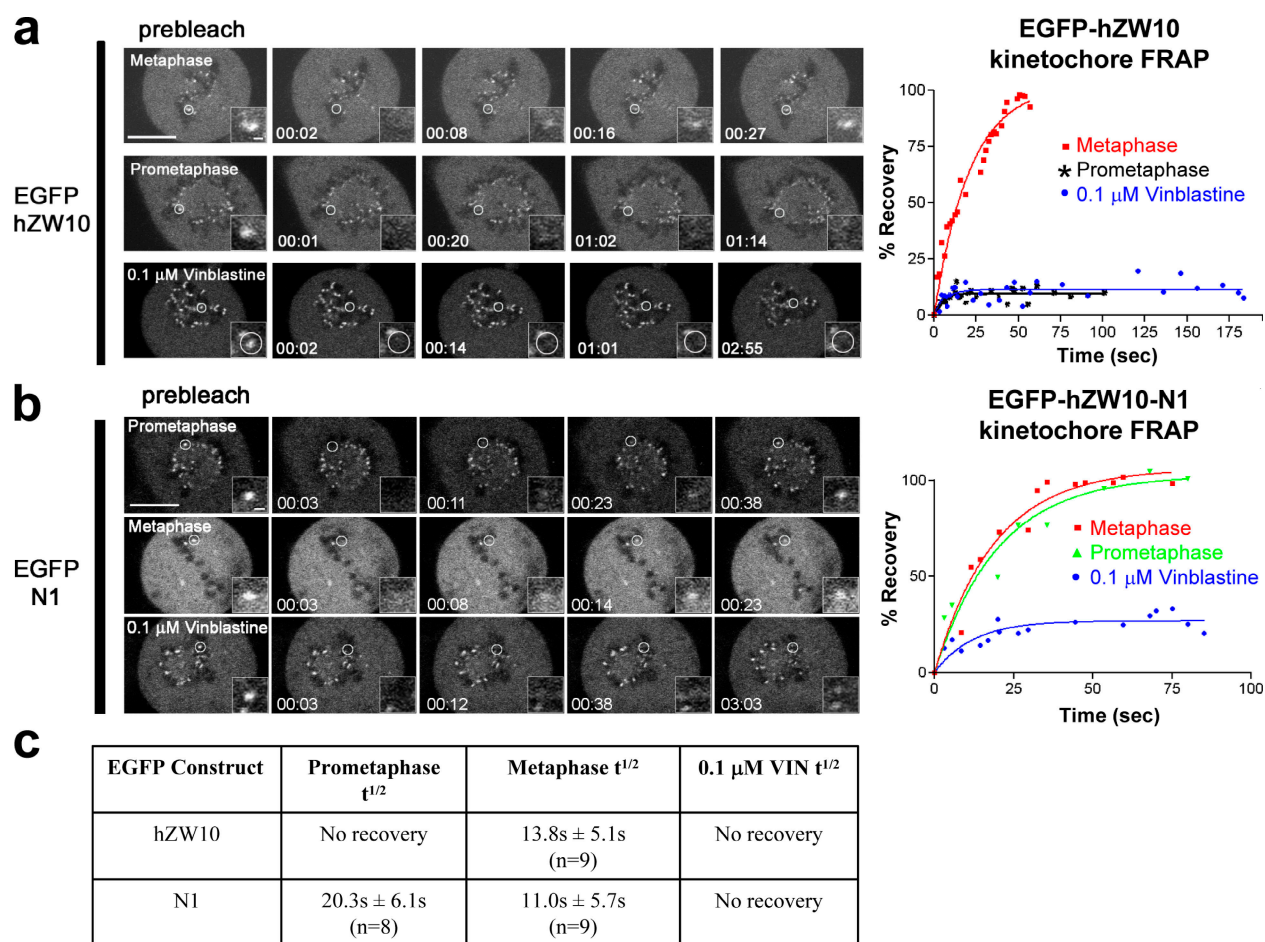 a
prebleach
EGFP
hZW10
Metaphase
00:02
00:08
00:16
00:27
Prometaphase
00:01
00:20
01:02
01:14
0.1 μM Vinblastine
00:02
00:14
01:01
02:55
EGFP-hZW10
kinetochore FRAP
% Recovery
100
75
50
25
0
Metaphase
Prometaphase
0.1 μM Vinblastine
0 25 50 75 100 125 150 175
Time (sec)
b
prebleach
EGFP
N1
Prometaphase
00:03
00:11
00:23
00:38
Metaphase
00:03
00:08
00:14
00:23
0.1 μM Vinblastine
00:03
00:12
00:38
03:03
EGFP-hZW10-N1
kinetochore FRAP
% Recovery
100
50
0
Metaphase
Prometaphase
0.1 μM Vinblastine
0 25 50 75 100
Time (sec)
c
EGFP Construct
Prometaphase
t1/2
Metaphase t1/2
0.1 μM VIN t1/2
hZW10
No recovery
13.8s ± 5.1s
(n=9)
No recovery
N1
20.3s ± 6.1s
(n=8)
11.0s ± 5.7s
(n=9)
No recovery